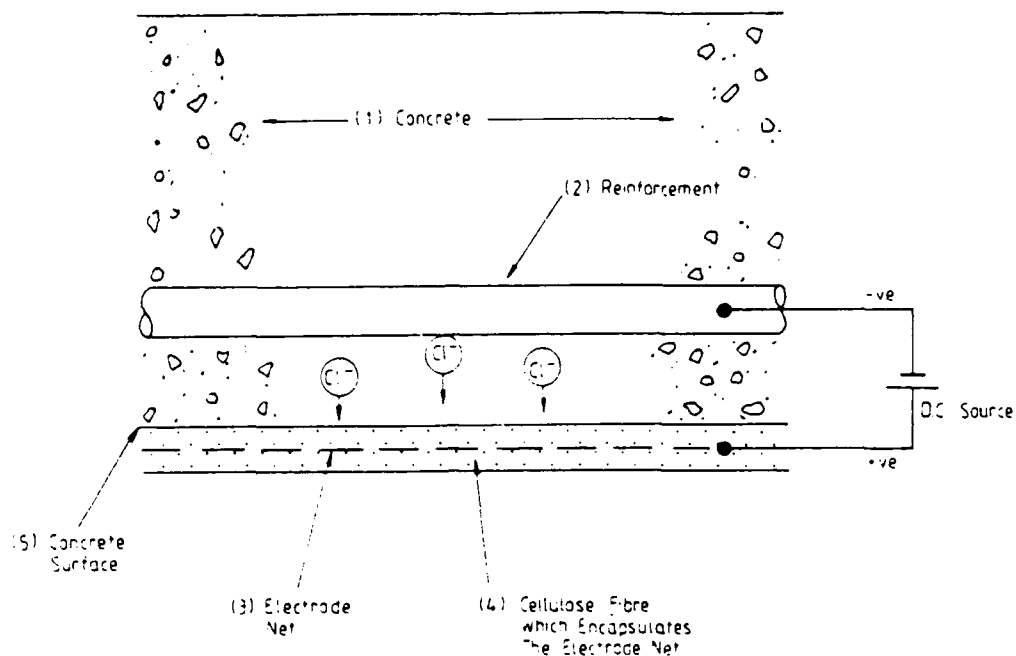 (1) Concrete
(2) Reinforcement
-ve
Cl⁻
Cl⁻
Cl⁻
D.C Source
+ve
(5) Concrete
Surface
(3) Electrode
Net
(4) Cellulose Fibre
which Encapsulates
The Electrode Net